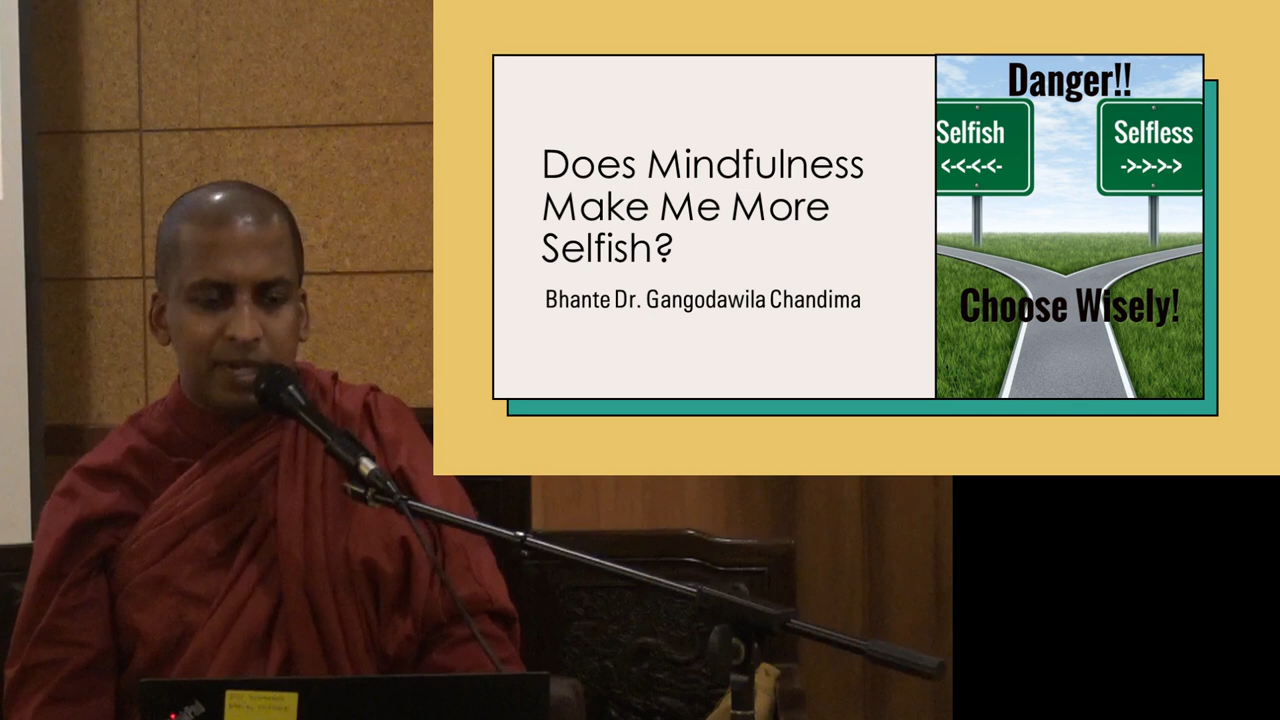 Does Mindfulness
Make Me More
Selfish?
Bhante Dr. Gangodawila Chandima
Danger!!
Selfish
<-<-<-<-
Selfless
->->->->
Choose Wisely!